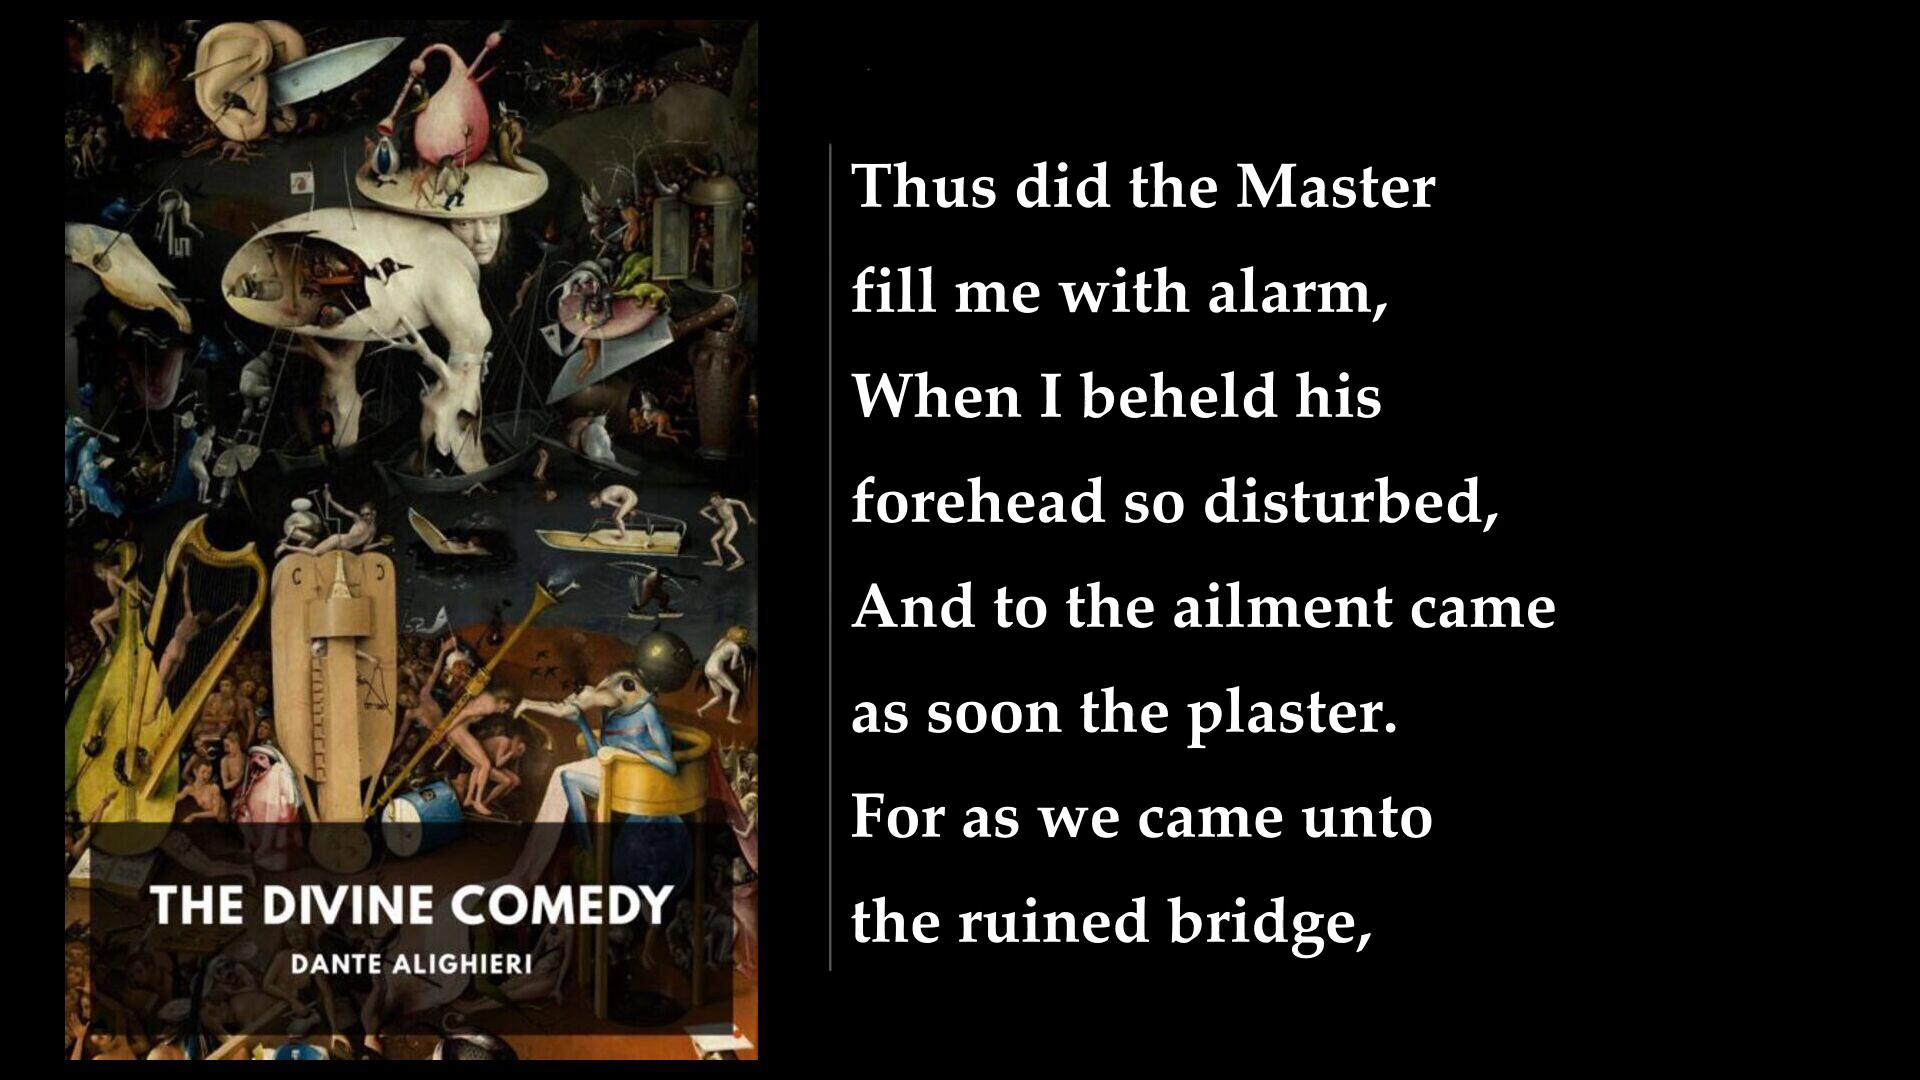 THE DIVINE COMEDY
DANTE ALIGHIERI
Thus did the Master
fill me with alarm,
When I beheld his
forehead so disturbed,
And to the ailment came
as soon the plaster.
For as we came unto
the ruined bridge,